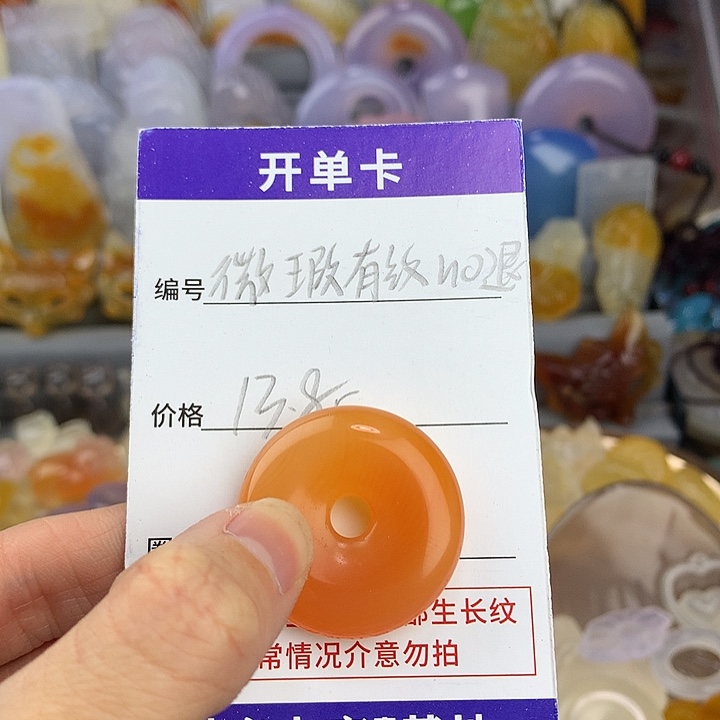 开单卡
编号 微瑕有纹no退
价格 13.8
部生长纹
常情况介意勿拍